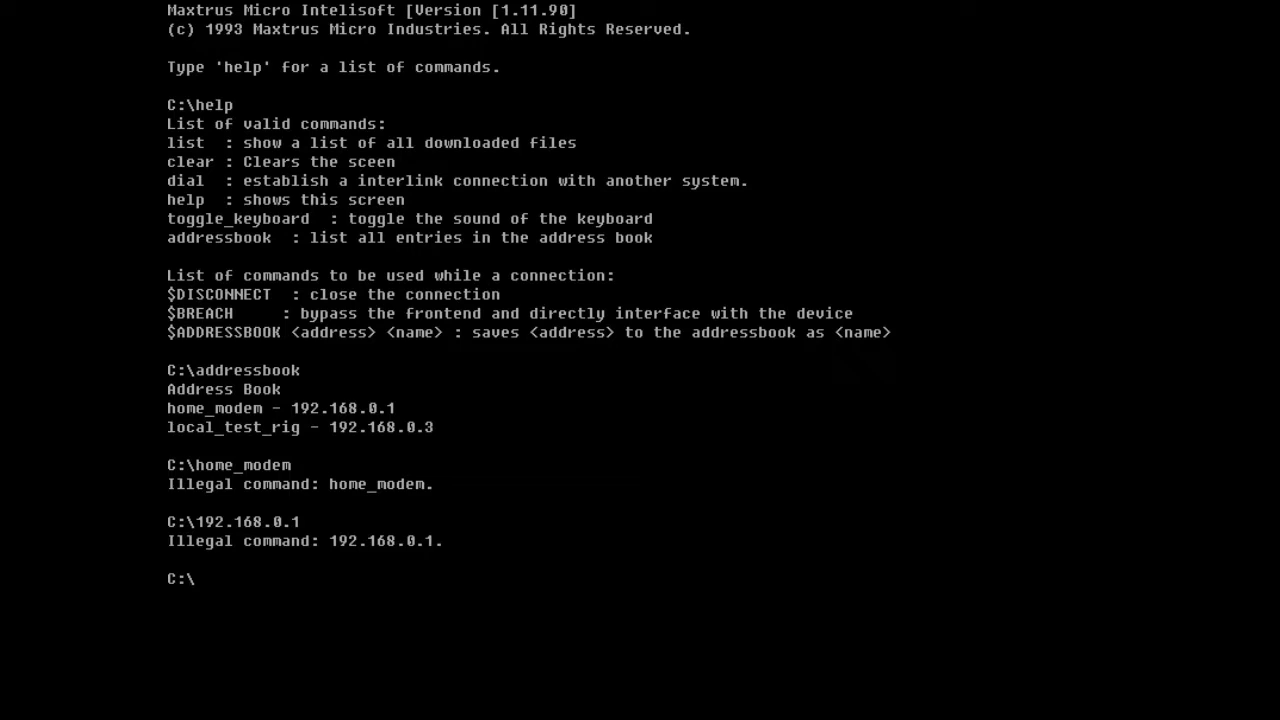 Maxtrus Micro Intelisoft [Version [1.11.90]
(c) 1993 Maxtrus Micro Industries. All Rights Reserved.
Type 'help' for a list of commands.
C:\help
List of valid commands:
list  : show a list of all downloaded files
clear : Clears the sceen
dial  : establish a interlink connection with another system.
help  : shows this screen
toggle_keyboard  : toggle the sound of the keyboard
addressbook  : list all entries in the address book
List of commands to be used while a connection:
$DISCONNECT  : close the connection
$BREACH     : bypass the frontend and directly interface with the device
$ADDRESSBOOK <address> <name> : saves <address> to the addressbook as <name>
C:\addressbook
Address Book
home_modem - 192.168.0.1
local_test_rig - 192.168.0.3
C:\home_modem
Illegal command: home_modem.
C:\192.168.0.1
Illegal command: 192.168.0.1.
C:\